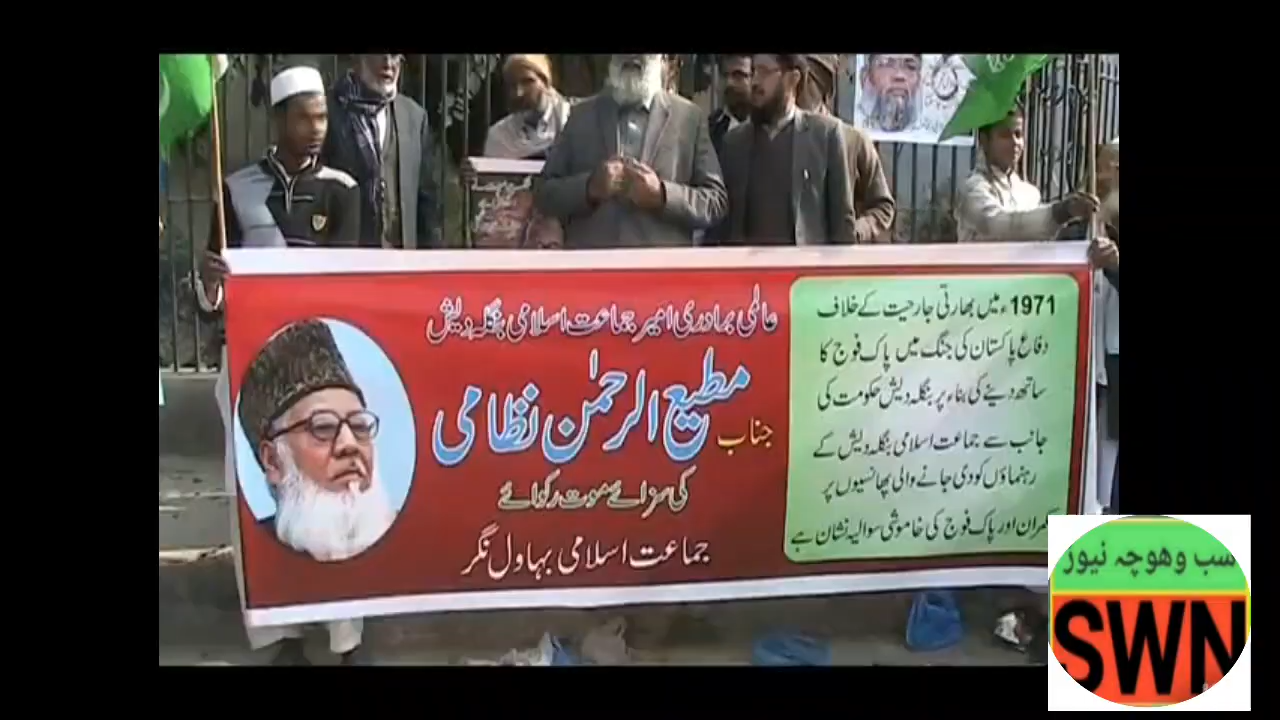 عالمی برادری امیر جماعت اسلامی بنگلہ دیش
جناب مطیع الرحمٰن نظامی
کی سزائے موت رکوائے
جماعت اسلامی بہاولنگر
1971ء میں بھارتی جارحیت کے خلاف
دفاع پاکستان کی جنگ میں پاک فوج کا
ساتھ دینے کی بناء پر بنگلہ دیش حکومت کی
جانب سے جماعت اسلامی بنگلہ دیش کے
رہنماؤں کو دی جانے والی پھانسیوں پر
حکمران اور پاک فوج کی خاموشی سوالیہ نشان ہے
سب وھوچہ نیوز
SWN